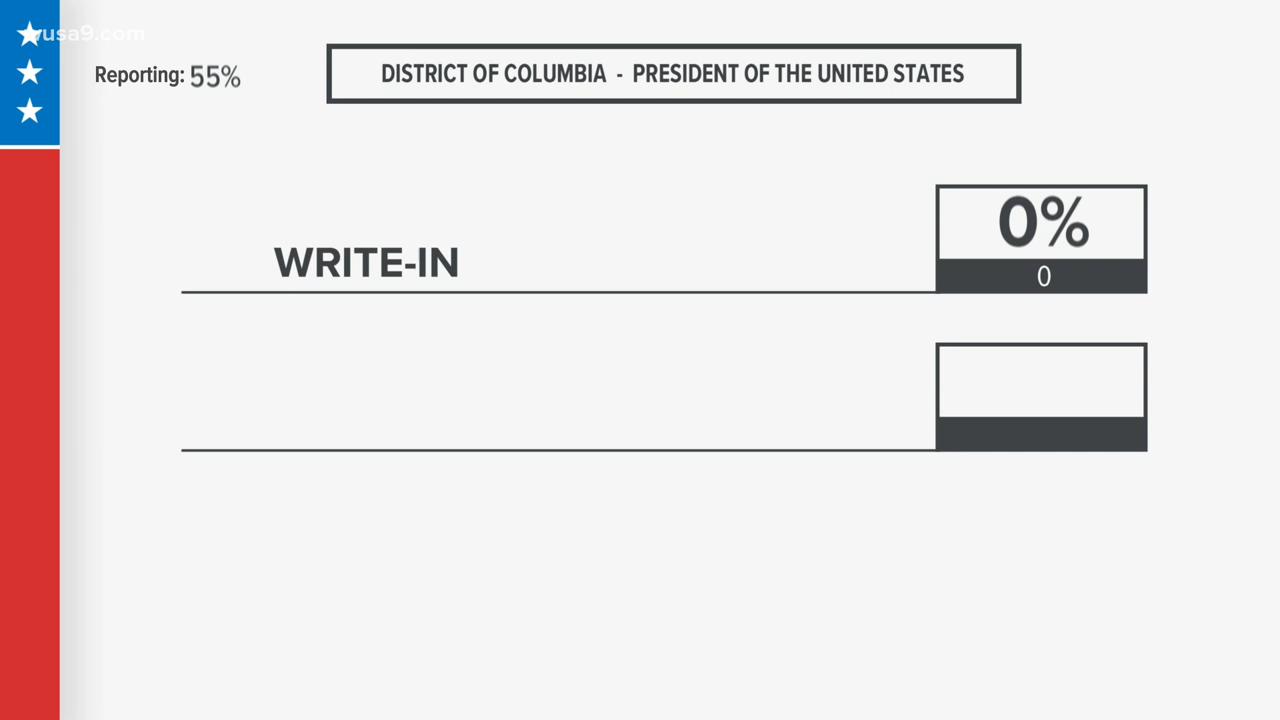 wusa9.com
Reporting: 55%
DISTRICT OF COLUMBIA - PRESIDENT OF THE UNITED STATES
0%
WRITE-IN
0